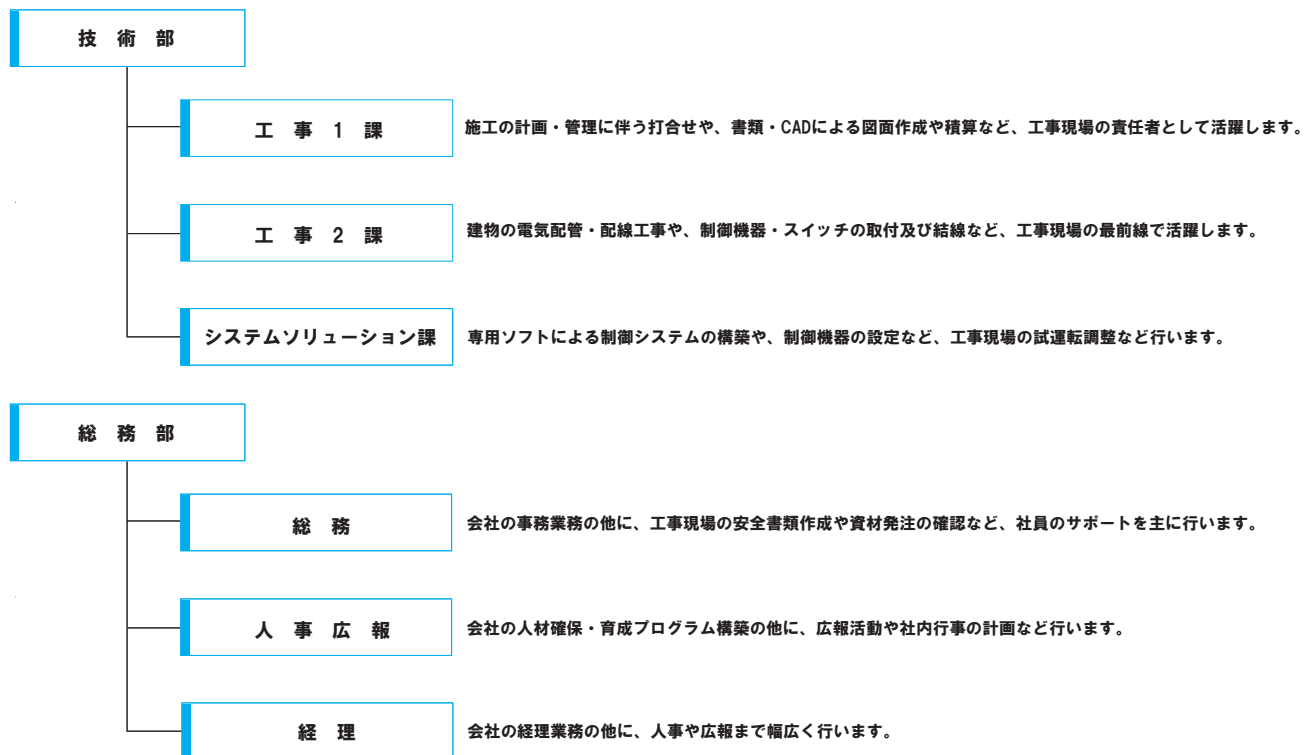 技術部
工事1課
施工の計画・管理に伴う打合せや、書類・CADによる図面作成や積算など、工事現場の責任者として活躍します。
工事2課
建物の電気配管・配線工事や、制御機器・スイッチの取付及び結線など、工事現場の最前線で活躍します。
システムソリューション課
専用ソフトによる制御システムの構築や、制御機器の設定など、工事現場の試運転調整など行います。
総務部
総務
会社の事務業務の他に、工事現場の安全書類作成や資材発注の確認など、社員のサポートを主に行います。
人事広報
会社の人材確保・育成プログラム構築の他に、広報活動や社内行事の計画など行います。
経理
会社の経理業務の他に、人事や広報まで幅広く行います。